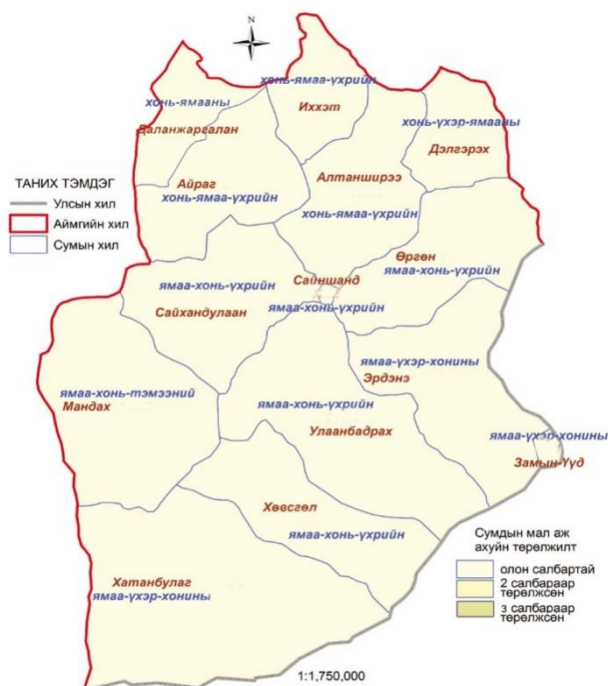 N
хонь-ямаа-үхрийн
Иххэт
хонь-ямааны
Даланжаргалан
хонь-үхэр-ямааны
Дэлгэрэх
Айраг
хонь-ямаа-үхрийн
Алтанширээ
хонь-ямаа-үхрийн
ТАНИХ ТЭМДЭГ
Улсын хил
Аймгийн хил
Сумын хил
Өргөн
ямаа-хонь-үхрийн
Сайншанд
ямаа-хонь-үхрийн
ямаа-хонь-үхрийн
Сайхандулаан
ямаа-үхэр-хонины
Эрдэнэ
ямаа-хонь-тэмээний
Мандах
ямаа-хонь-үхрийн
Улаанбадрах
ямаа-үхэр-хонины
Замын-Үүд
Хөвсгөл
ямаа-хонь-үхрийн
Хатанбулаг
ямаа-үхэр-хонины
Сумдын мал аж
ахуйн төрөлжилт
олон салбартай
2 салбараар
төрөлжсөн
3 салбараар
төрөлжсөн
1:1,750,000